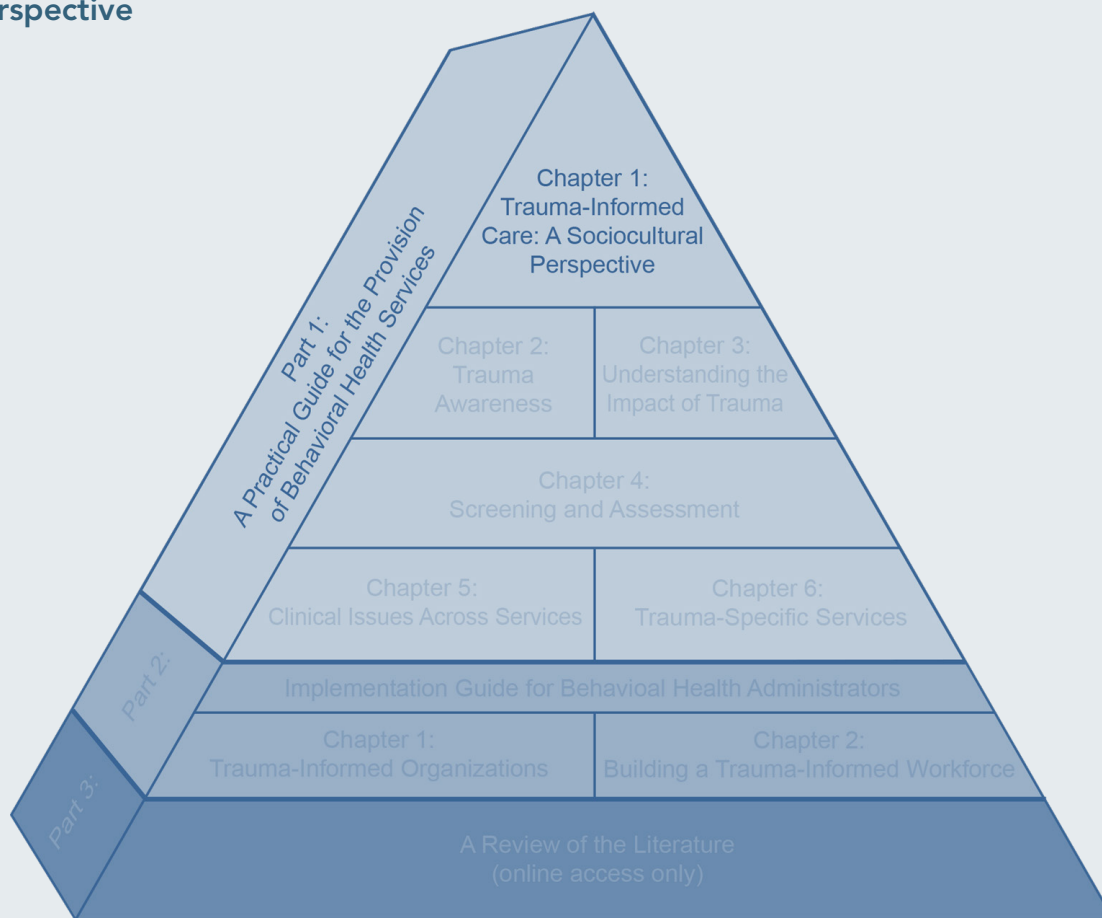 rspective
Chapter 1:
Trauma-Informed
Care: A Sociocultural
Perspective
Part 1:
A Practical Guide for the Provision
of Behavioral Health Services
Chapter 2:
Trauma
Awareness
Chapter 3:
Understanding the
Impact of Trauma
Chapter 4:
Screening and Assessment
Chapter 5:
Clinical Issues Across Services
Chapter 6:
Trauma-Specific Services
Part 2:
Implementation Guide for Behavioal Health Administrators
Chapter 1:
Trauma-Informed Organizations
Chapter 2:
Building a Trauma-Informed Workforce
Part 3:
A Review of the Literature
(online access only)